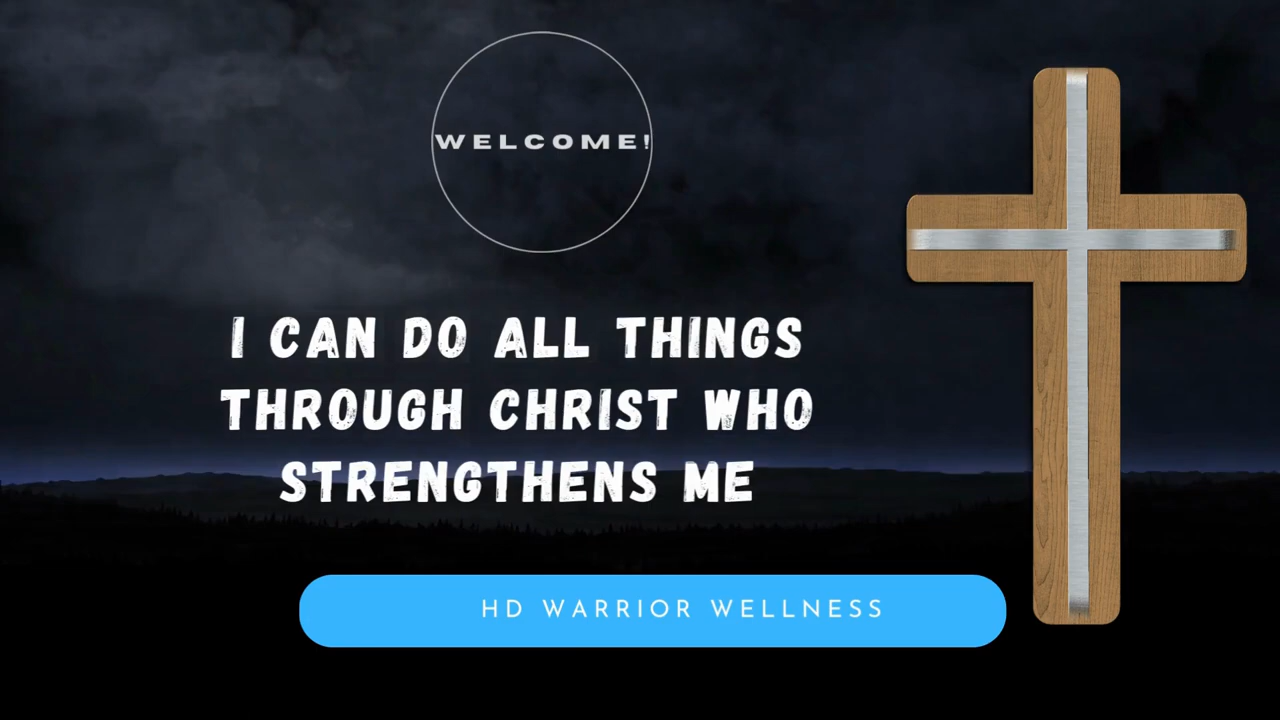 WELCOME!
I CAN DO ALL THINGS
THROUGH CHRIST WHO
STRENGTHENS ME
HD WARRIOR WELLNESS